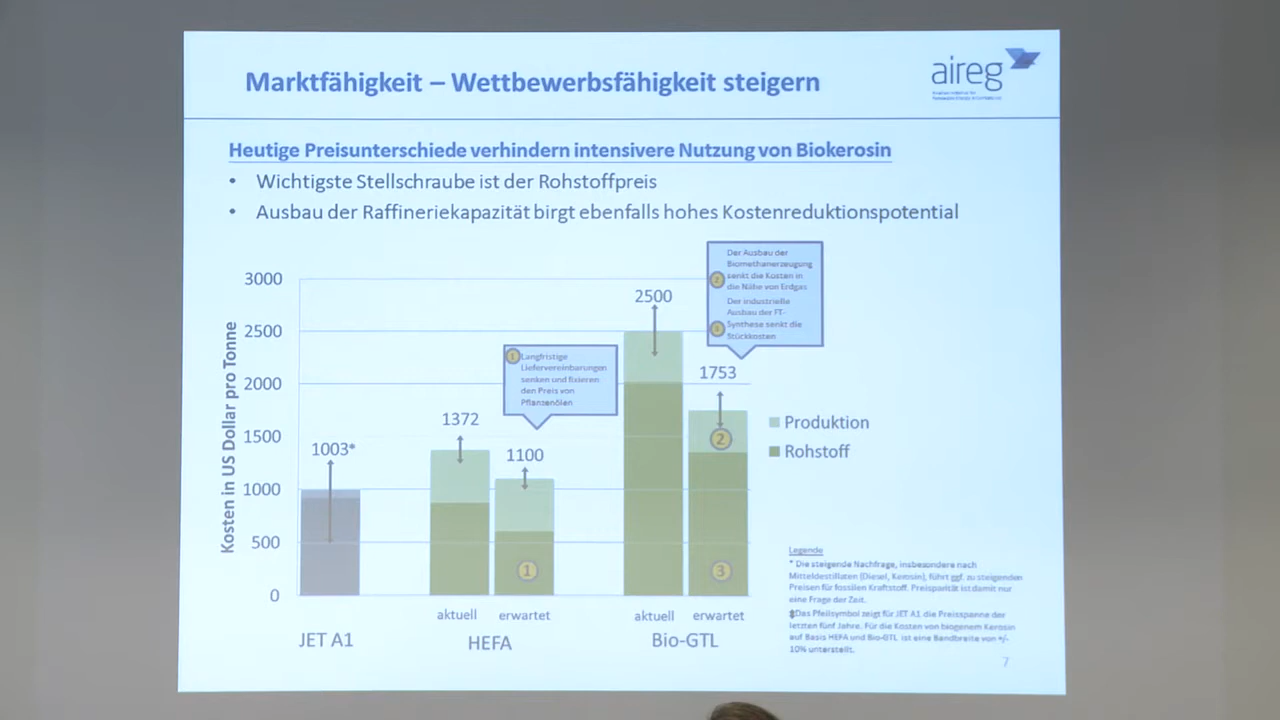 Marktfähigkeit – Wettbewerbsfähigkeit steigern
aireg
Heutige Preisunterschiede verhindern intensivere Nutzung von Biokerosin
• Wichtigste Stellschraube ist der Rohstoffpreis
• Ausbau der Raffineriekapazität birgt ebenfalls hohes Kostenreduktionspotential
Kosten in US Dollar pro Tonne
3000
2500
2000
1500
1000
500
0
1003*
1372
1100
2500
1753
1 Langfristige
Liefervereinbarungen
senken und fixieren
den Preis von
Pflanzenölen
Der Ausbau der
Biomethanerzeugung
senkt die Kosten in
die Nähe von Erdgas
Der industrielle
Ausbau der FT-
Synthese senkt die
Stückkosten
1
2
3
Produktion
Rohstoff
aktuell
erwartet
aktuell
erwartet
JET A1
HEFA
Bio-GTL
Legende
* Die steigende Nachfrage, insbesondere nach
Mitteldestillaten (Diesel, Kerosin), führt ggf. zu steigenden
Preisen für fossilen Kraftstoff. Preisparität ist damit nur
eine Frage der Zeit.
Das Pfeilsymbol zeigt für JET A1 die Preisspanne der
letzten fünf Jahre. Für die Kosten von biogenem Kerosin
auf Basis HEFA und Bio-GTL ist eine Bandbreite von +/-
10% unterstellt.
7